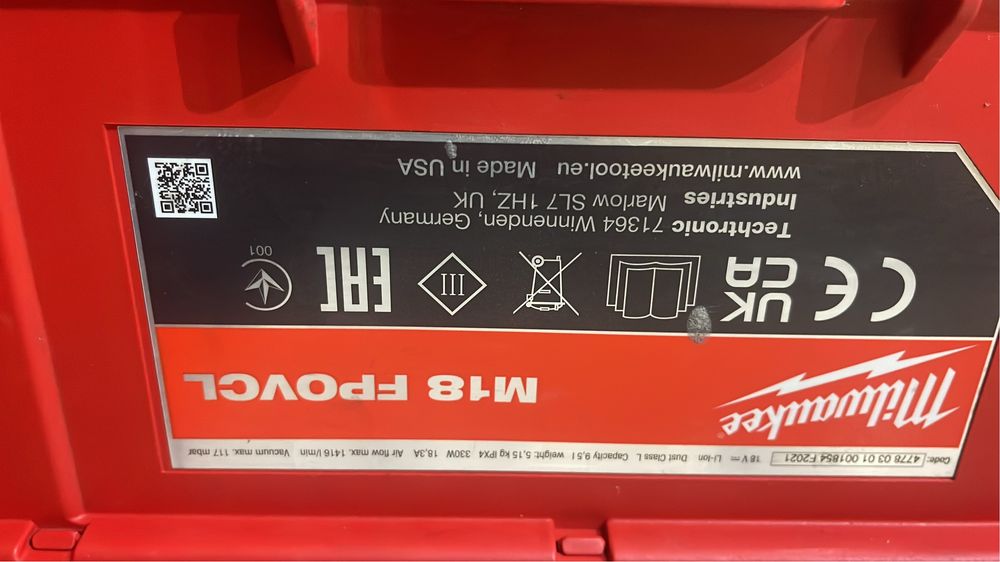 Code: 4778 03 01 001854 F2021 18 V ⎓ Li-Ion Dust Class L Capacity 9,5 l weight: 5,15 kg IPX4 330W 18,3A Air flow max. 1416 l/min Vacuum max. 117 mbar
Milwaukee® M18 FPOVCL
CE UK CA III EAC 001
Techtronic 71364 Winnenden, Germany
Industries Marlow SL7 1HZ, UK
www.milwaukeetool.eu Made in USA